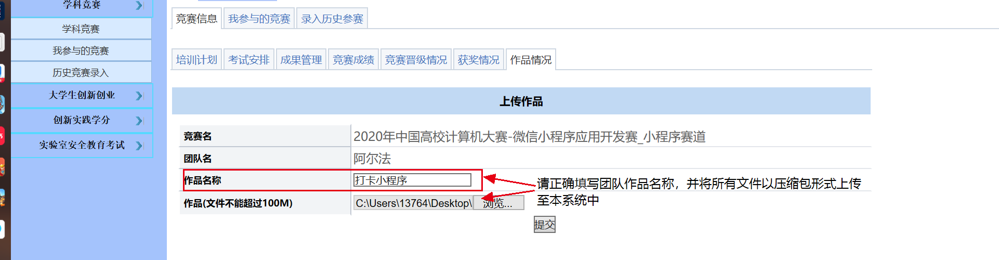 学科竞赛
学科竞赛
我参与的竞赛
历史竞赛录入
大学生创新创业
创新实践学分
实验室安全教育考试
竞赛信息 我参与的竞赛 录入历史参赛
培训计划 考试安排 成果管理 竞赛成绩 竞赛晋级情况 获奖情况 作品情况
上传作品
竞赛名 2020年中国高校计算机大赛-微信小程序应用开发赛_小程序赛道
团队名 阿尔法
作品名称 打卡小程序
作品(文件不能超过100M) C:\Users\13764\Desktop\ 浏览...
请正确填写团队作品名称，并将所有文件以压缩包形式上传
至本系统中
提交